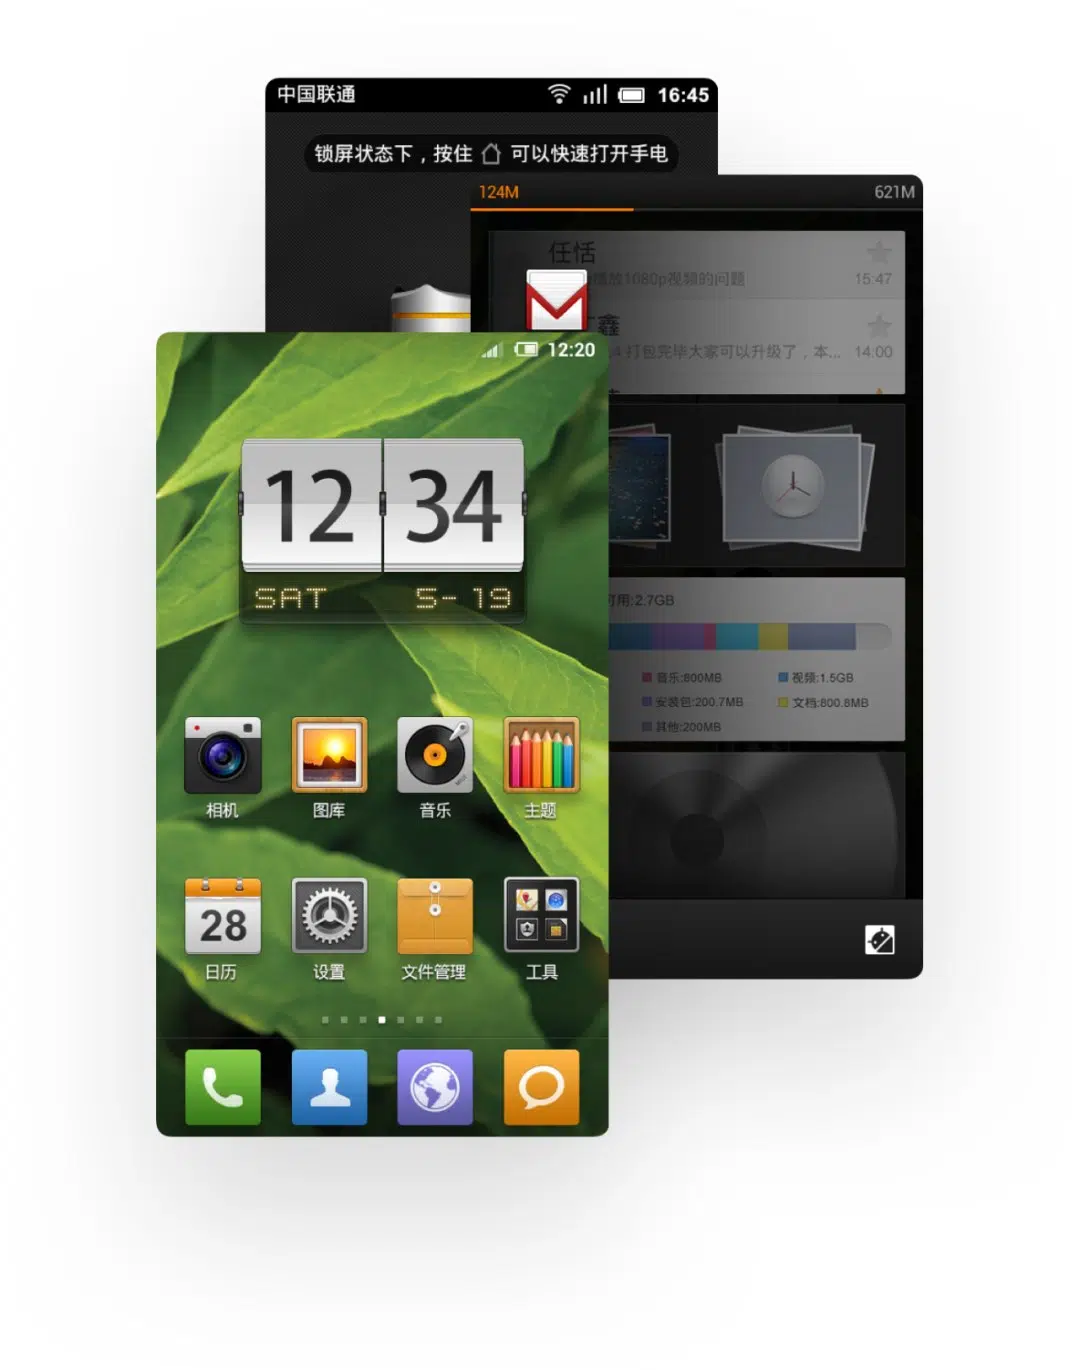 中国联通
16:45
锁屏状态下，按住 可以快速打开手电
124M
621M
任恬
播放1080p视频的问题
15:47
鑫
打包完毕大家可以升级了，本... 14:00
可用:2.7GB
音乐:800MB
视频:1.5GB
安装包:200.7MB
文档:800.8MB
其他:200MB
12:20
12 34
SAT 5-19
相机
图库
音乐
主题
28
日历
设置
文件管理
工具